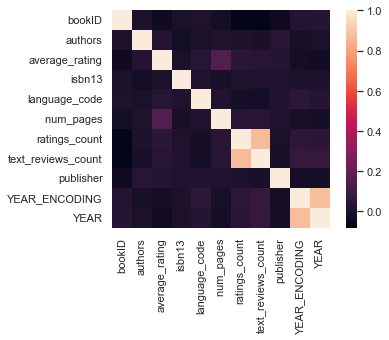 bookID
authors
average_rating
isbn13
language_code
num_pages
ratings_count
text_reviews_count
publisher
YEAR_ENCODING
YEAR
bookID
authors
average_rating
isbn13
language_code
num_pages
ratings_count
text_reviews_count
publisher
YEAR_ENCODING
YEAR
1.0
0.8
0.6
0.4
0.2
0.0